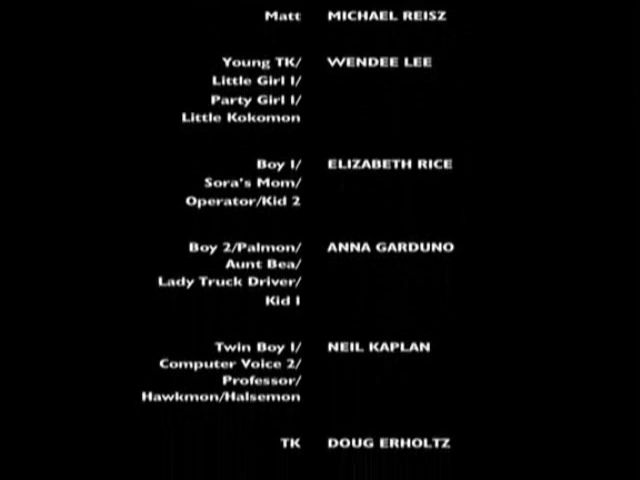 Matt MICHAEL REISZ
Young TK/ WENDEE LEE
Little Girl 1/
Party Girl 1/
Little Kokomon
Boy 1/ ELIZABETH RICE
Sora's Mom/
Operator/Kid 2
Boy 2/Palmon/ ANNA GARDUNO
Aunt Bea/
Lady Truck Driver/
Kid 1
Twin Boy 1/ NEIL KAPLAN
Computer Voice 2/
Professor/
Hawkmon/Halsemon
TK DOUG ERHOLTZ